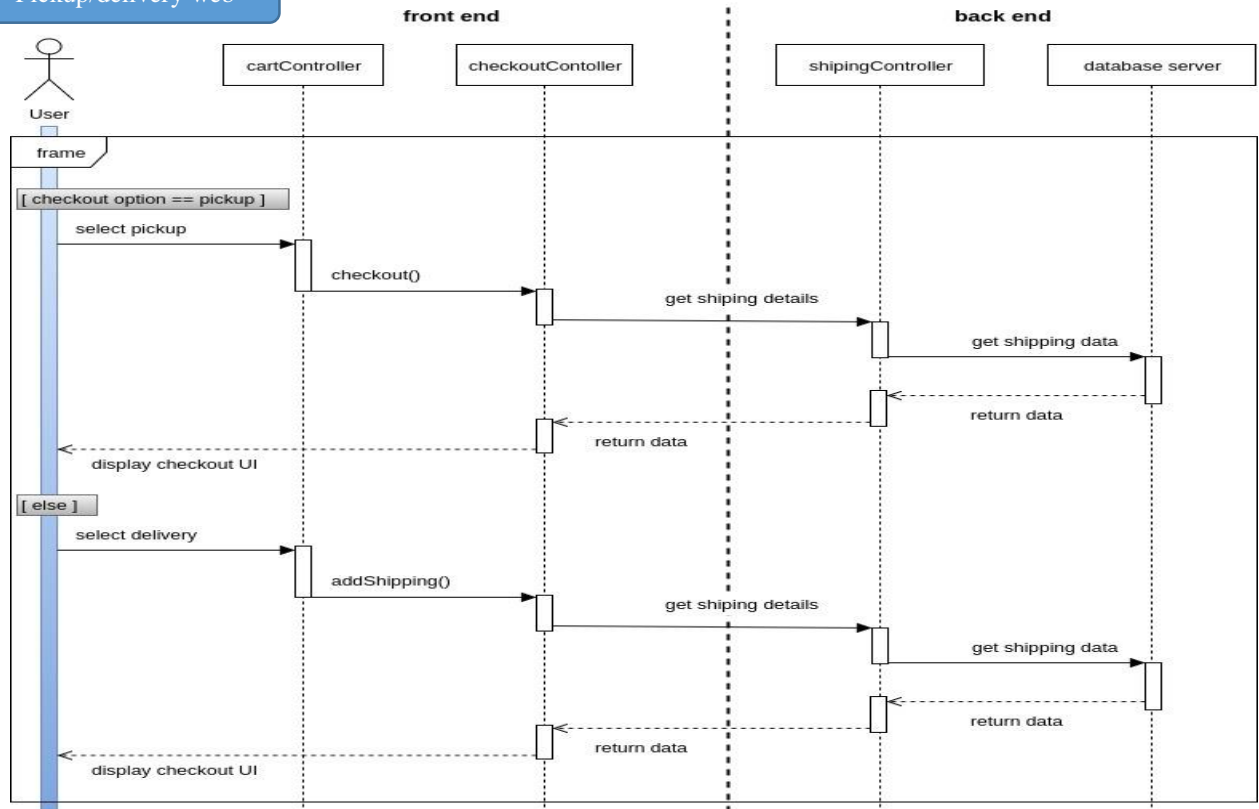 Pickup/delivery web
front end
back end
cartController
checkoutContoller
shipingController
database server
User
frame
[ checkout option == pickup ]
select pickup
checkout()
get shiping details
get shipping data
return data
return data
display checkout UI
[ else ]
select delivery
addShipping()
get shiping details
get shipping data
return data
return data
display checkout UI